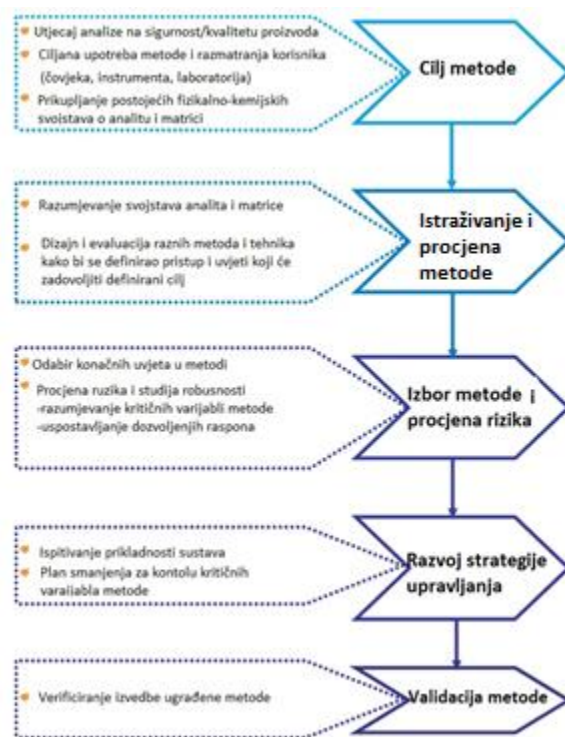 Utjecaj analize na sigurnost/kvalitetu proizvoda
Ciljana upotreba metode i razmatranja korisnika
(čovjeka, instrumenta, laboratorija)
Prikupljanje postojećih fizikalno-kemijskih
svojstava o analitu i matrici
Cilj metode
Razumjevanje svojstava analita i matrice
Dizajn i evaluacija raznih metoda i tehnika
kako bi se definirao pristup i uvjeti koji će
zadovoljiti definirani cilj
Istraživanje i
procjena
metode
Odabir konačnih uvjeta u metodi
Procjena ruzika i studija robusnosti
-razumjevanje kritičnih varijabli metode
-uspostavljanje dozvoljenih raspona
Izbor metode i
procjena rizika
Ispitivanje prikladnosti sustava
Plan smanjenja za kontolu kritičnih
varaijabla metode
Razvoj strategije
upravljanja
Verificiranje izvedbe ugrađene metode
Validacija metode